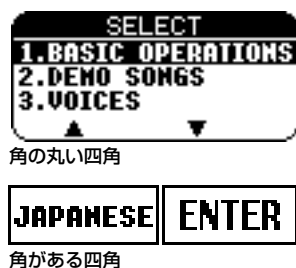 SELECT
1.BASIC OPERATIONS
2.DEMO SONGS
3.VOICES
▲ ▼
角の丸い四角
JAPANESE ENTER
角がある四角